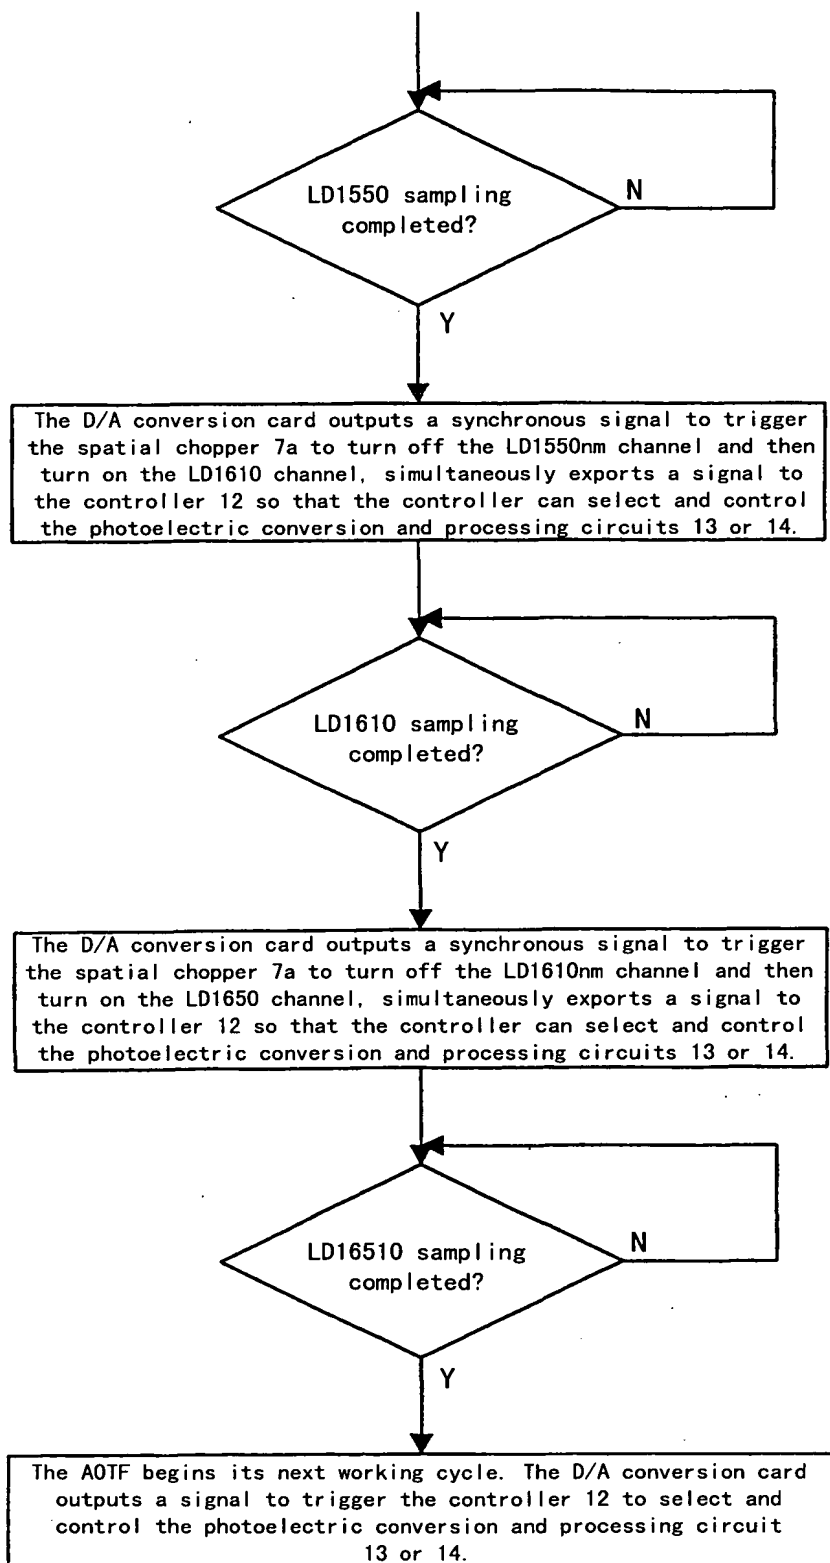 LD1550 sampling
completed?
N
Y
The D/A conversion card outputs a synchronous signal to trigger
the spatial chopper 7a to turn off the LD1550nm channel and then
turn on the LD1610 channel, simultaneously exports a signal to
the controller 12 so that the controller can select and control
the photoelectric conversion and processing circuits 13 or 14.
LD1610 sampling
completed?
N
Y
The D/A conversion card outputs a synchronous signal to trigger
the spatial chopper 7a to turn off the LD1610nm channel and then
turn on the LD1650 channel, simultaneously exports a signal to
the controller 12 so that the controller can select and control
the photoelectric conversion and processing circuits 13 or 14.
LD16510 sampling
completed?
N
Y
The AOTF begins its next working cycle. The D/A conversion card
outputs a signal to trigger the controller 12 to select and
control the photoelectric conversion and processing circuit
13 or 14.